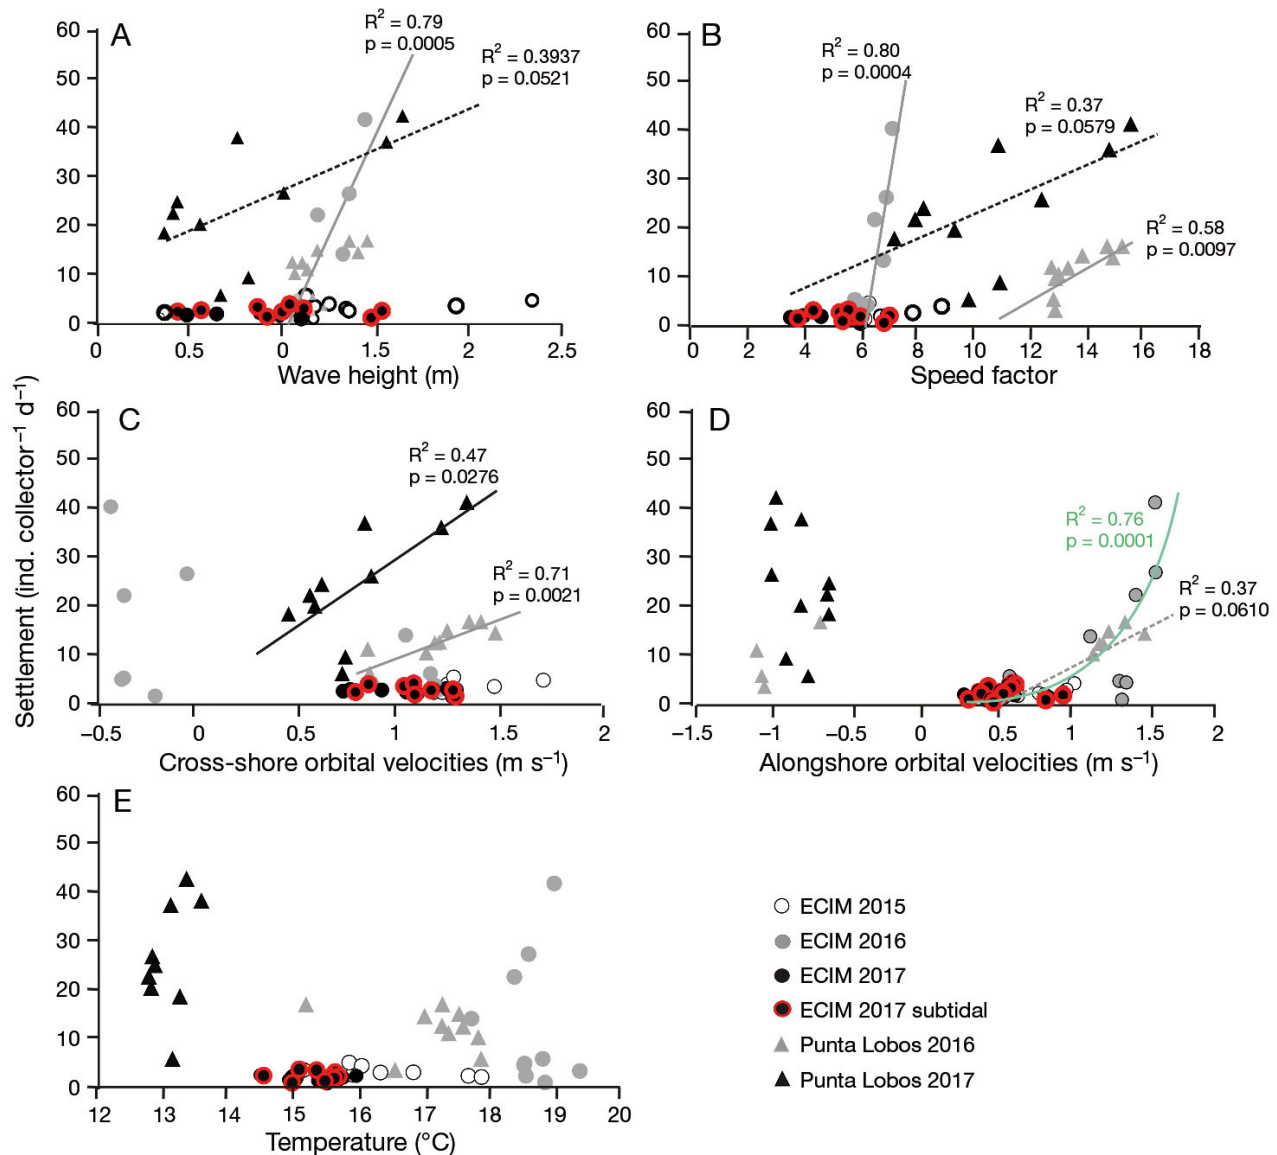 A
R² = 0.79
p = 0.0005
R² = 0.3937
p = 0.0521
60
50
40
30
20
10
0
0 0.5 0 1.5 2 2.5
Wave height (m)
B
R² = 0.80
p = 0.0004
R² = 0.37
p = 0.0579
R² = 0.58
p = 0.0097
60
50
40
30
20
10
0
0 2 4 6 8 10 12 14 16 18
Speed factor
Settlement (ind. collector⁻¹ d⁻¹)
C
R² = 0.47
p = 0.0276
R² = 0.71
p = 0.0021
60
50
40
30
20
10
0
−0.5 0 0.5 1 1.5 2
Cross-shore orbital velocities (m s⁻¹)
D
R² = 0.76
p = 0.0001
R² = 0.37
p = 0.0610
60
50
40
30
20
10
0
−1.5 −1 −0.5 0 0.5 1 1.5 2
Alongshore orbital velocities (m s⁻¹)
E
60
50
40
30
20
10
0
12 13 14 15 16 17 18 19 20
Temperature (°C)
ECIM 2015
ECIM 2016
ECIM 2017
ECIM 2017 subtidal
Punta Lobos 2016
Punta Lobos 2017